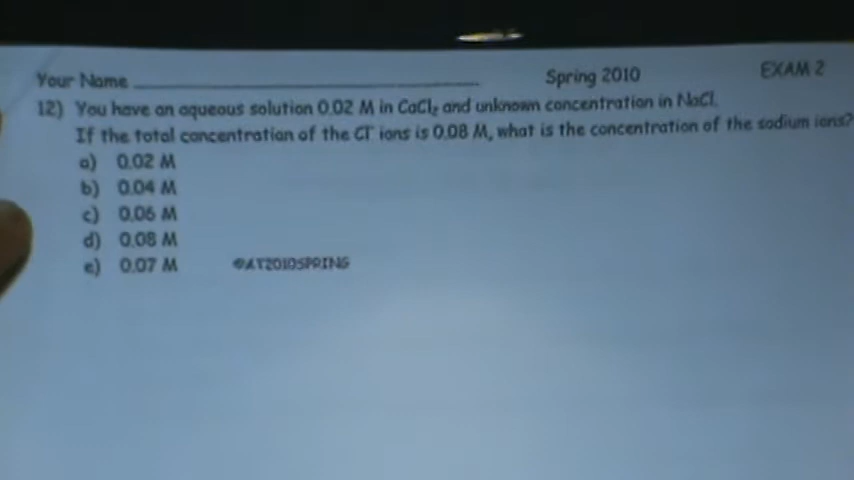 Your Name ____________ Spring 2010 EXAM 2
12) You have an aqueous solution 0.02 M in CaCl₂ and unknown concentration in NaCl.
If the total concentration of the Cl⁻ ions is 0.08 M, what is the concentration of the sodium ions?
a) 0.02 M
b) 0.04 M
c) 0.06 M
d) 0.08 M
e) 0.07 M @AY2010SPRING